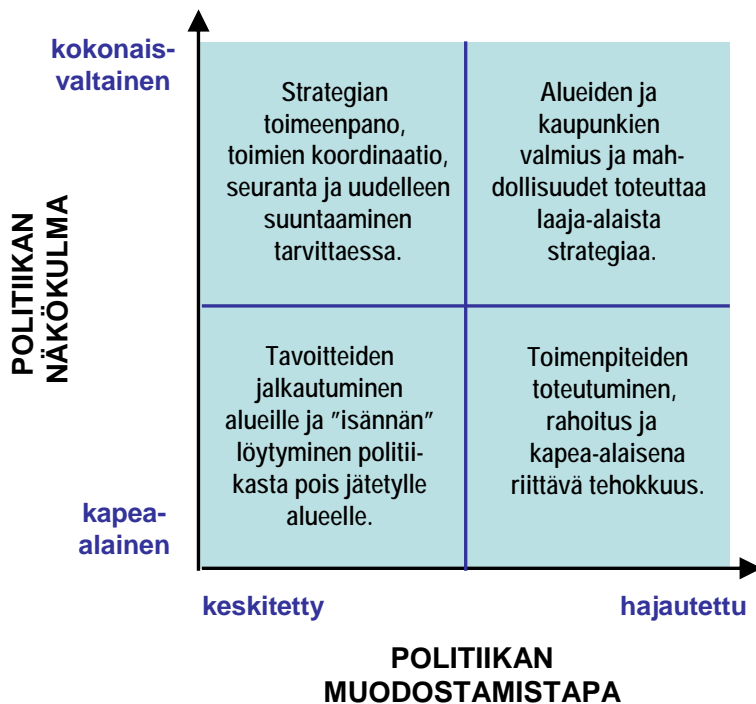 kokonais-
valtainen
Strategian
toimeenpano,
toimien koordinaatio,
seuranta ja uudelleen
suuntaaminen
tarvittaessa.
Alueiden ja
kaupunkien
valmius ja mah-
dollisuudet toteuttaa
laaja-alaista
strategiaa.
POLITIIKAN
NÄKÖKULMA
Tavoitteiden
jalkautuminen
alueille ja ”isännän”
löytyminen politii-
kasta pois jätetylle
alueelle.
Toimenpiteiden
toteutuminen,
rahoitus ja
kapea-alaisena
riittävä tehokkuus.
kapea-
alainen
keskitetty
hajautettu
POLITIIKAN
MUODOSTAMISTAPA